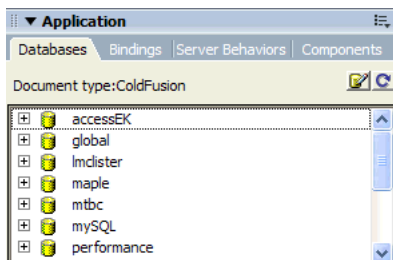 Application
Databases Bindings Server Behaviors Components
Document type:ColdFusion
accessEK
global
lmclister
maple
mtbc
mySQL
performance